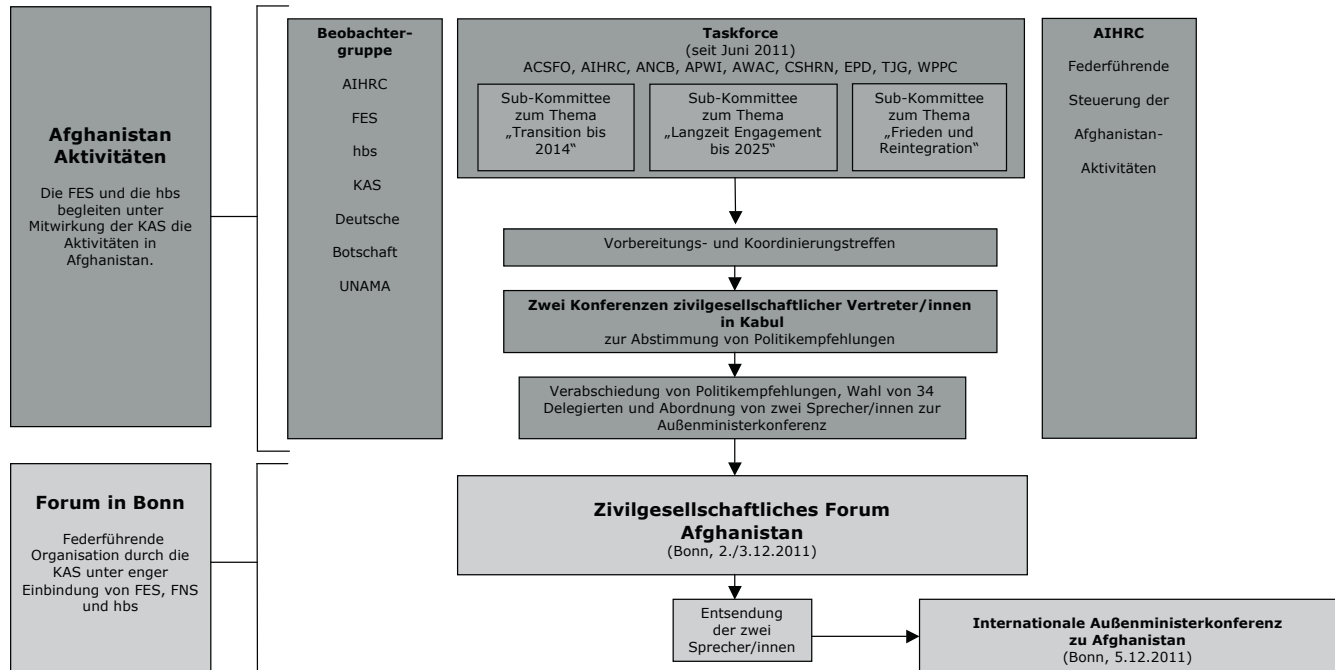 Afghanistan
Aktivitäten
Die FES und die hbs
begleiten unter
Mitwirkung der KAS die
Aktivitäten in
Afghanistan.
Beobachter-
gruppe
AIHRC
FES
hbs
KAS
Deutsche
Botschaft
UNAMA
Taskforce
(seit Juni 2011)
ACSFO, AIHRC, ANCB, APWI, AWAC, CSHRN, EPD, TJG, WPPC
Sub-Kommittee
zum Thema
„Transition bis
2014“
Sub-Kommittee
zum Thema
„Langzeit Engagement
bis 2025“
Sub-Kommittee
zum Thema
„Frieden und
Reintegration“
AIHRC
Federführende
Steuerung der
Afghanistan-
Aktivitäten
Vorbereitungs- und Koordinierungstreffen
Zwei Konferenzen zivilgesellschaftlicher Vertreter/innen
in Kabul
zur Abstimmung von Politikempfehlungen
Verabschiedung von Politikempfehlungen, Wahl von 34
Delegierten und Abordnung von zwei Sprecher/innen zur
Außenministerkonferenz
Forum in Bonn
Federführende
Organisation durch die
KAS unter enger
Einbindung von FES, FNS
und hbs
Zivilgesellschaftliches Forum
Afghanistan
(Bonn, 2./3.12.2011)
Entsendung
der zwei
Sprecher/innen
Internationale Außenministerkonferenz
zu Afghanistan
(Bonn, 5.12.2011)